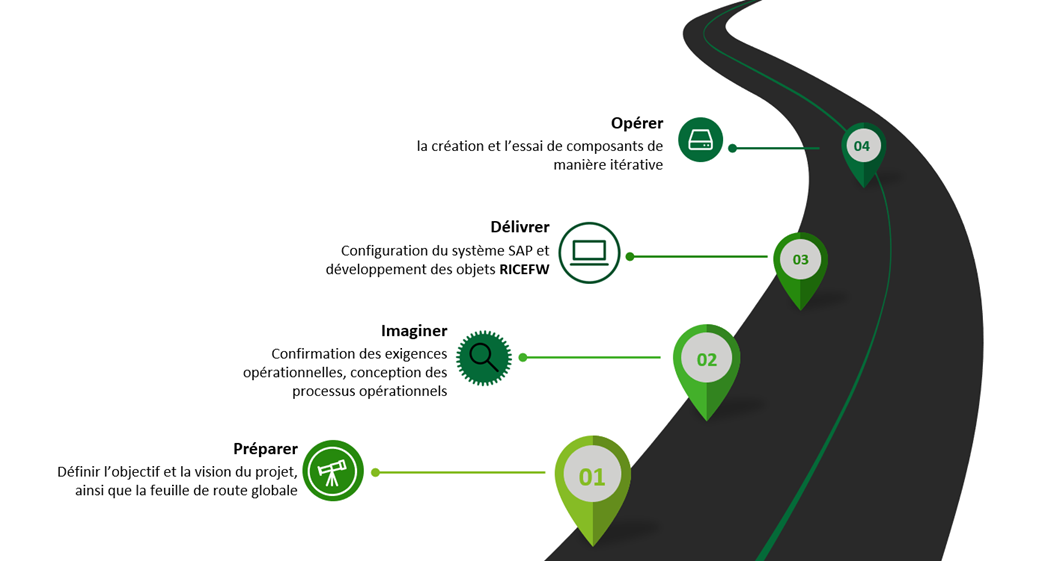 Opérer
la création et l’essai de composants de
manière itérative
04
Délivrer
Configuration du système SAP et
développement des objets RICEFW
03
Imaginer
Confirmation des exigences
opérationnelles, conception des
processus opérationnels
02
Préparer
Définir l’objectif et la vision du projet,
ainsi que la feuille de route globale
01